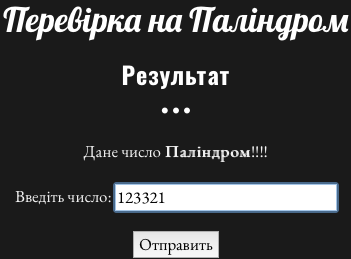 Перевірка на Паліндром
Результат
...
Дане число Паліндром!!!!
Введіть число: 123321
Отправить